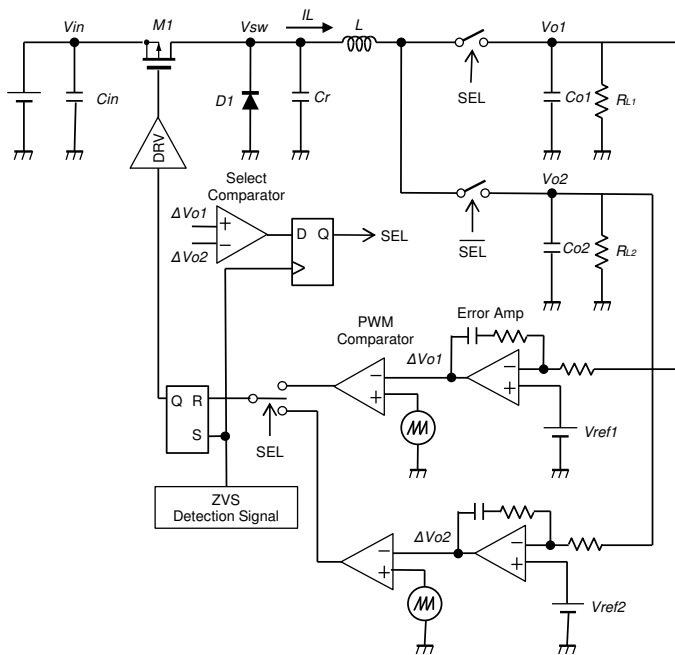 Vin
M1
Vsw
IL
L
Vo1
SEL
Cin
D1
Cr
Co1
RL1
DRV
Vo2
Select
Comparator
ΔVo1
+
D Q
SEL
ΔVo2
−
SEL
Co2
RL2
PWM
Comparator
Error Amp
ΔVo1
−
+
−
+
Q R
S
SEL
Vref1
ZVS
Detection Signal
ΔVo2
−
+
−
+
Vref2